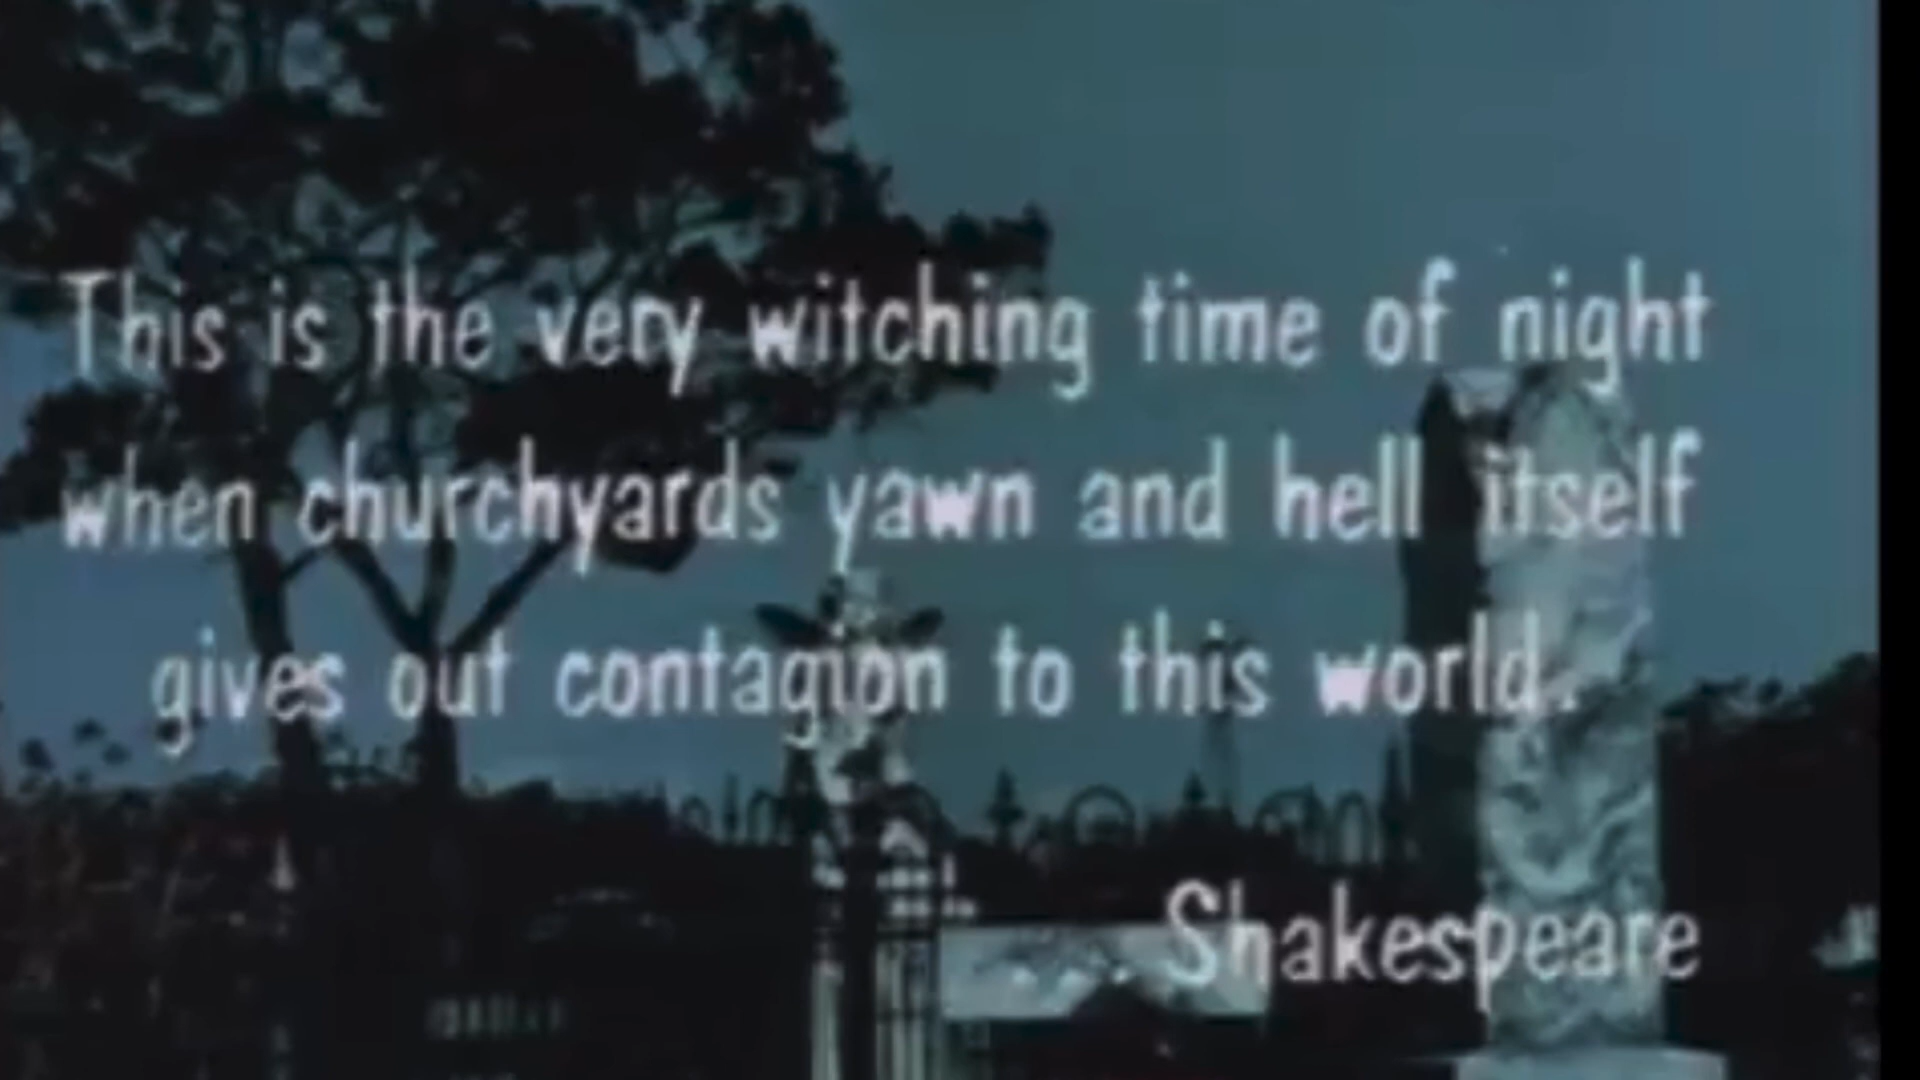 This is the very witching time of night
when churchyards yawn and hell itself
gives out contagion to this world.
... Shakespeare